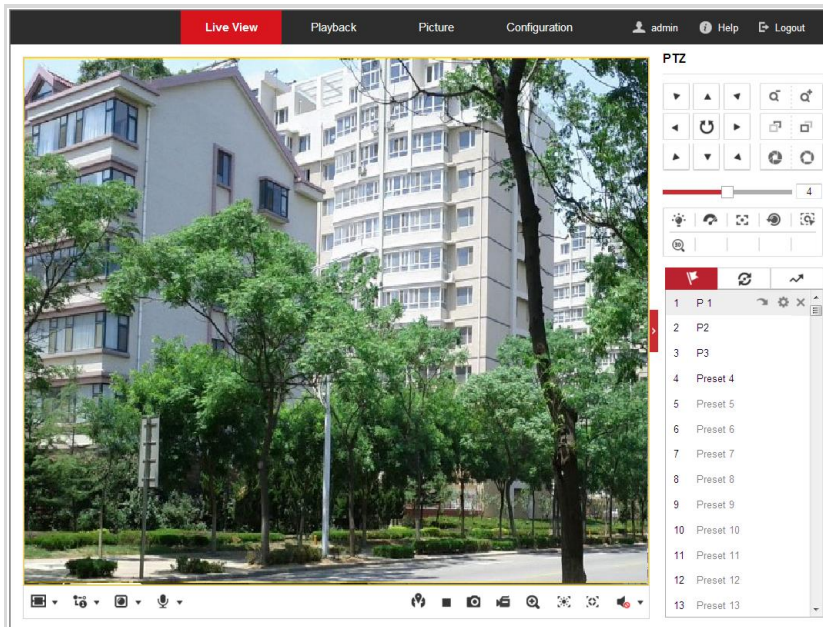 Live View Playback Picture Configuration admin Help Logout
PTZ
4
1 P 1
2 P2
3 P3
4 Preset 4
5 Preset 5
6 Preset 6
7 Preset 7
8 Preset 8
9 Preset 9
10 Preset 10
11 Preset 11
12 Preset 12
13 Preset 13